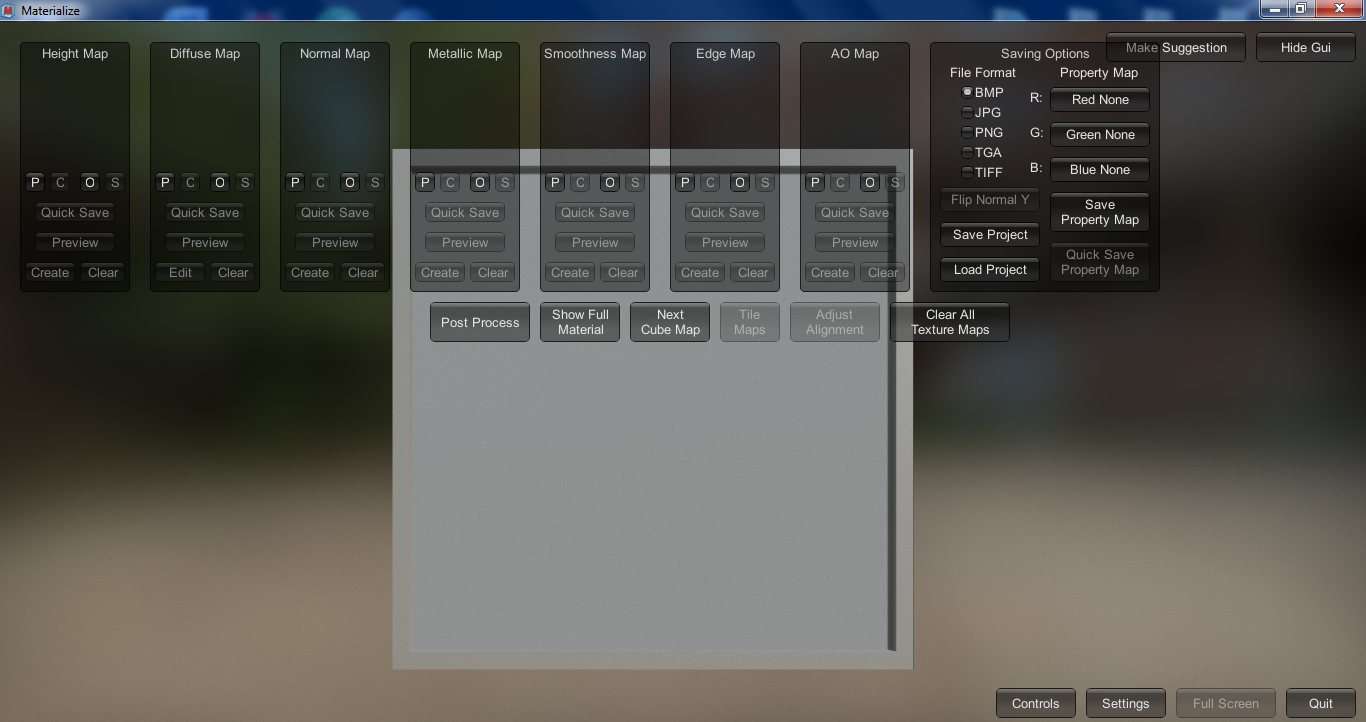 Materialize
Height Map
Diffuse Map
Normal Map
Metallic Map
Smoothness Map
Edge Map
AO Map
Saving Options
Make Suggestion
Hide Gui
File Format
Property Map
BMP
JPG
PNG
TGA
TIFF
R:
Red None
G:
Green None
B:
Blue None
P C O S
P C O S
P C O S
P C O S
P C O S
P C O S
P C O S
Flip Normal Y
Save
Property Map
Quick Save
Quick Save
Quick Save
Quick Save
Quick Save
Quick Save
Quick Save
Save Project
Preview
Preview
Preview
Preview
Preview
Preview
Preview
Load Project
Quick Save
Property Map
Create Clear
Edit Clear
Create Clear
Create Clear
Create Clear
Create Clear
Create Clear
Post Process
Show Full
Material
Next
Cube Map
Tile
Maps
Adjust
Alignment
Clear All
Texture Maps
Controls
Settings
Full Screen
Quit